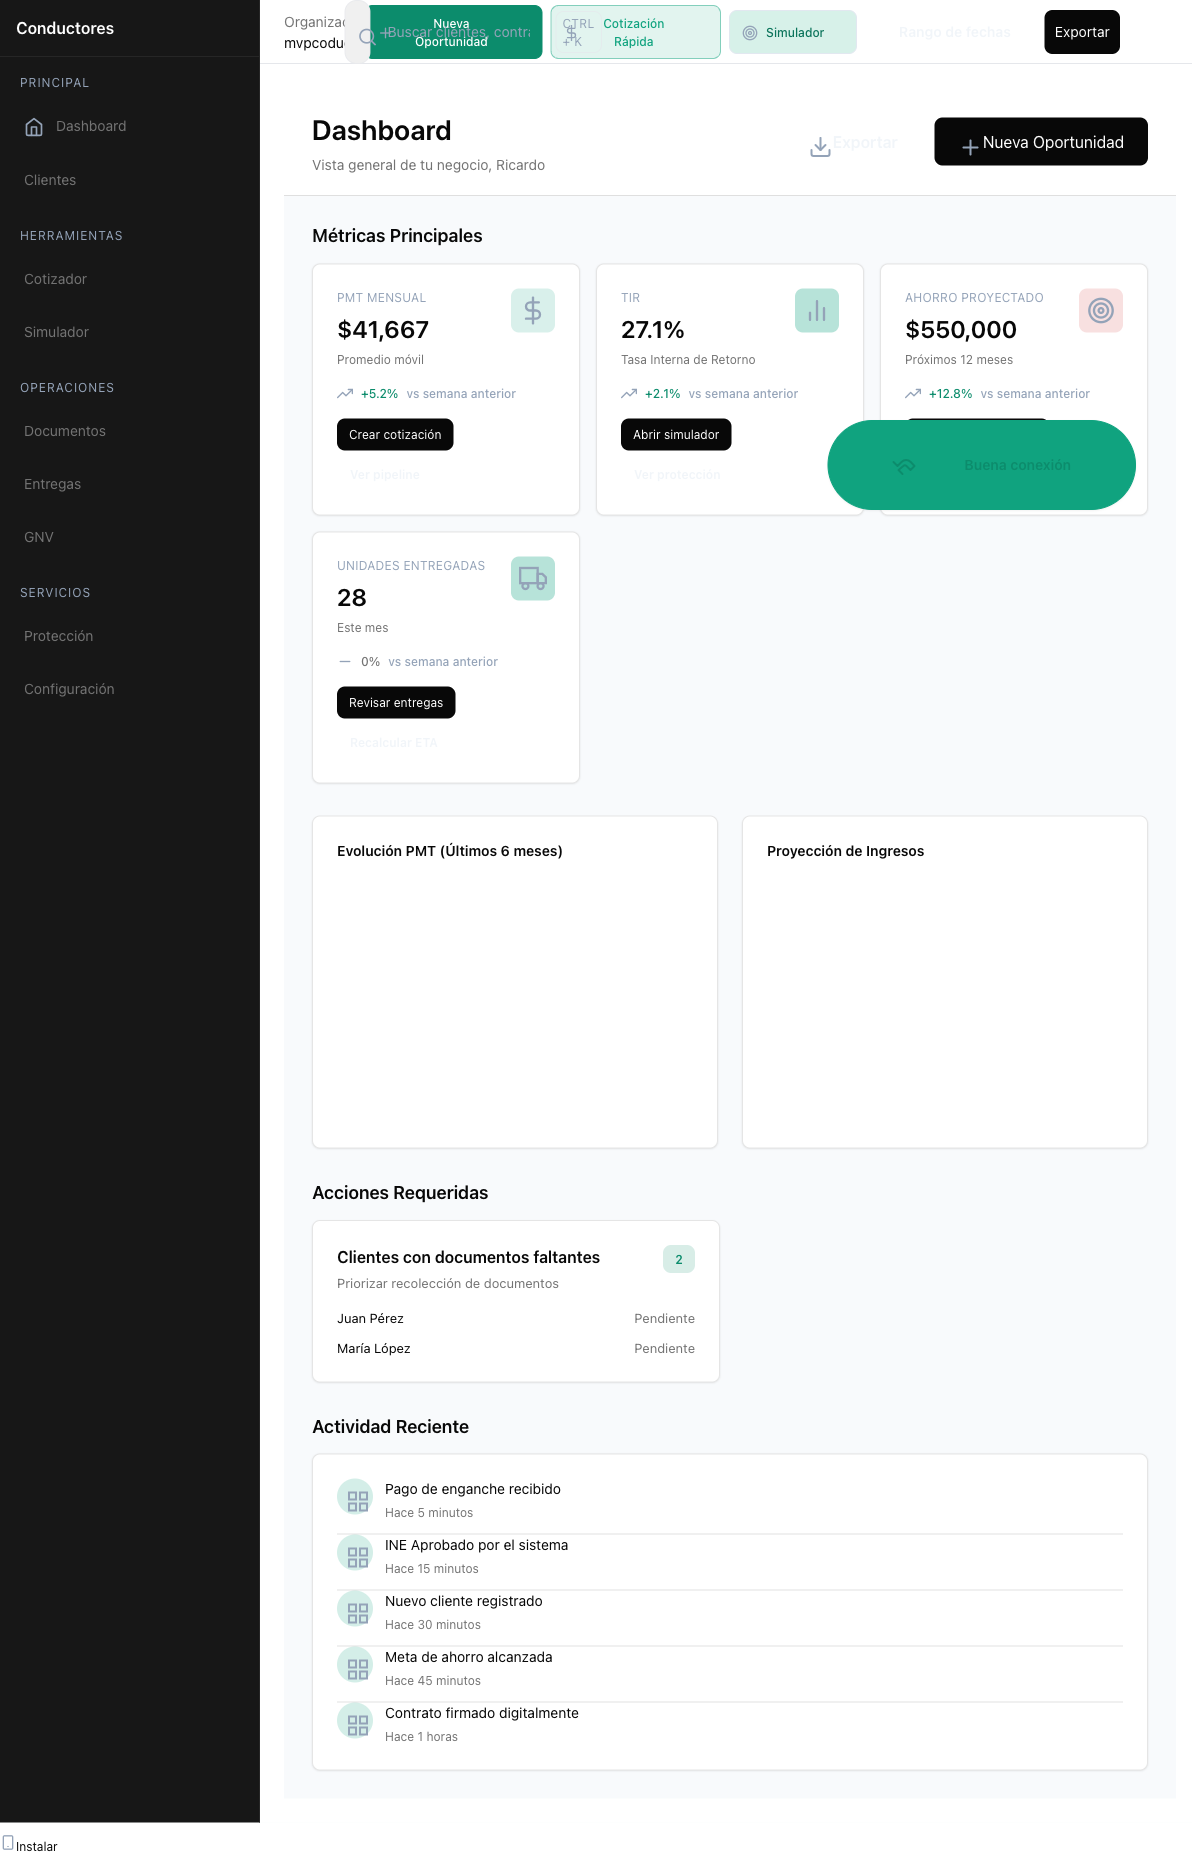 Conductores
PRINCIPAL
Dashboard
Clientes
HERRAMIENTAS
Cotizador
Simulador
OPERACIONES
Documentos
Entregas
GNV
SERVICIOS
Protección
Configuración
Instalar
mvpcodu
Buscar clientes, contr
CTRL
+ K
Nueva
Oportunidad
Cotización
Rápida
Simulador
Rango de fechas
Exportar
Dashboard
Vista general de tu negocio, Ricardo
Exportar
Nueva Oportunidad
Métricas Principales
PMT MENSUAL
$41,667
Promedio móvil
+5.2% vs semana anterior
Crear cotización
Ver pipeline
TIR
27.1%
Tasa Interna de Retorno
+2.1% vs semana anterior
Abrir simulador
Ver protección
AHORRO PROYECTADO
$550,000
Próximos 12 meses
+12.8% vs semana anterior
Buena conexión
UNIDADES ENTREGADAS
28
Este mes
0% vs semana anterior
Revisar entregas
Recalcular ETA
Evolución PMT (Últimos 6 meses)
Proyección de Ingresos
Acciones Requeridas
Clientes con documentos faltantes
2
Priorizar recolección de documentos
Juan Pérez Pendiente
María López Pendiente
Actividad Reciente
Pago de enganche recibido
Hace 5 minutos
INE Aprobado por el sistema
Hace 15 minutos
Nuevo cliente registrado
Hace 30 minutos
Meta de ahorro alcanzada
Hace 45 minutos
Contrato firmado digitalmente
Hace 1 horas